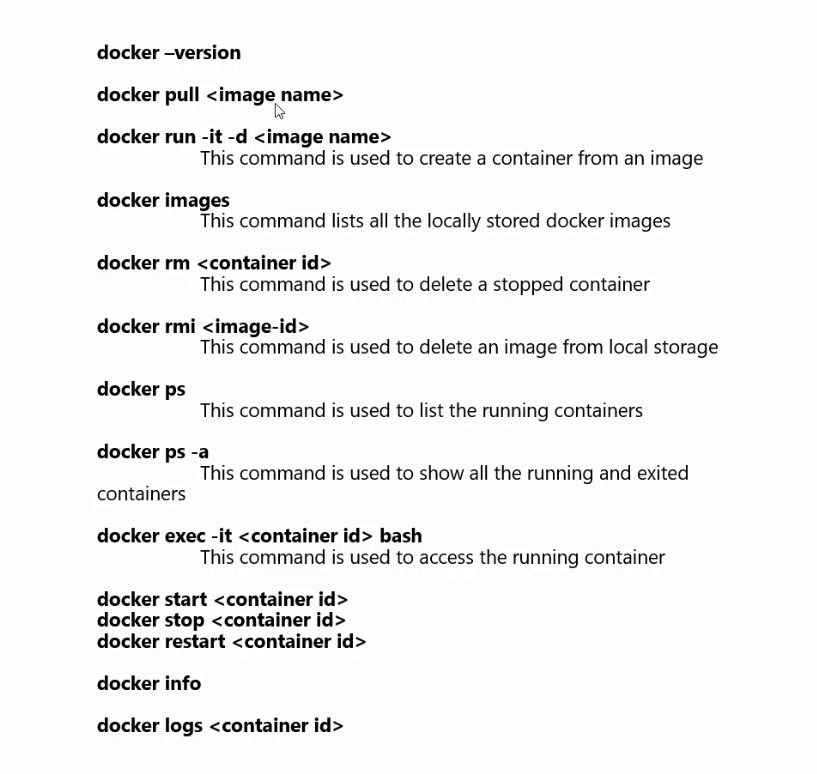 docker –version
docker pull <image name>
docker run -it -d <image name>
This command is used to create a container from an image
docker images
This command lists all the locally stored docker images
docker rm <container id>
This command is used to delete a stopped container
docker rmi <image-id>
This command is used to delete an image from local storage
docker ps
This command is used to list the running containers
docker ps -a
This command is used to show all the running and exited
containers
docker exec -it <container id> bash
This command is used to access the running container
docker start <container id>
docker stop <container id>
docker restart <container id>
docker info
docker logs <container id>